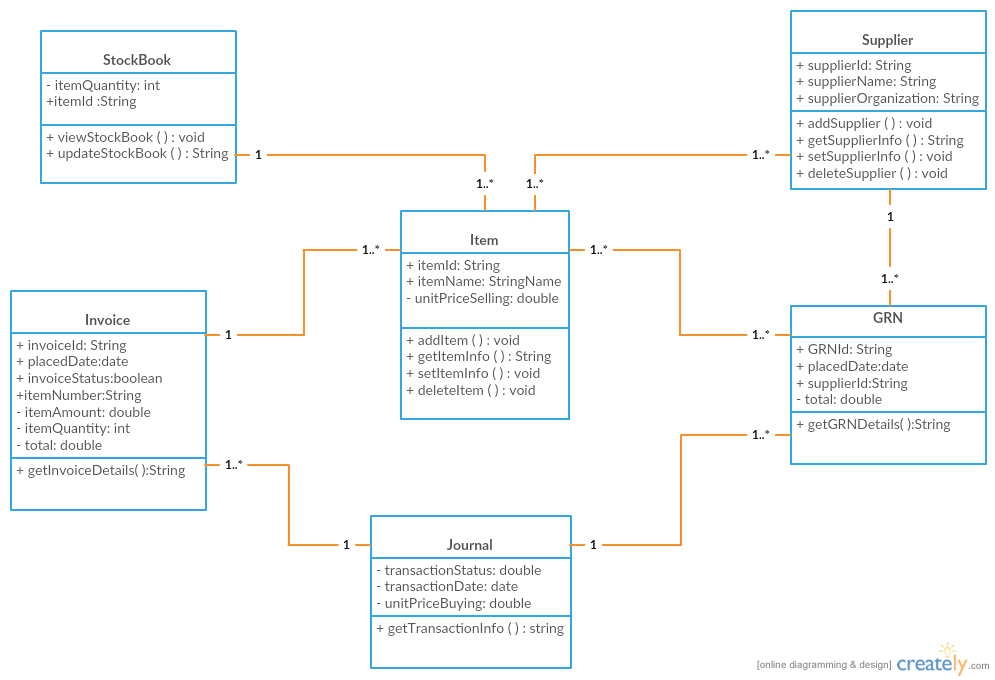 StockBook
- itemQuantity: int
+itemId :String
+ viewStockBook ( ) : void
+ updateStockBook ( ) : String
1
1..*
Supplier
+ supplierId: String
+ supplierName: String
+ supplierOrganization: String
+ addSupplier ( ) : void
+ getSupplierInfo ( ) : String
+ setSupplierInfo ( ) : void
+ deleteSupplier ( ) : void
1..*
1..*
1
1..*
Item
+ itemId: String
+ itemName: StringName
- unitPriceSelling: double
+ addItem ( ) : void
+ getItemInfo ( ) : String
+ setItemInfo ( ) : void
+ deleteItem ( ) : void
1..*
1
1..*
1..*
Invoice
+ invoiceId: String
+ placedDate:date
+ invoiceStatus:boolean
+itemNumber:String
- itemAmount: double
- itemQuantity: int
- total: double
+ getInvoiceDetails( ):String
1..*
1
GRN
+ GRNId: String
+ placedDate:date
+ supplierId:String
- total: double
+ getGRNDetails( ):String
1..*
1
Journal
- transactionStatus: double
- transactionDate: date
- unitPriceBuying: double
+ getTransactionInfo ( ) : string
[online diagramming & design] creately.com